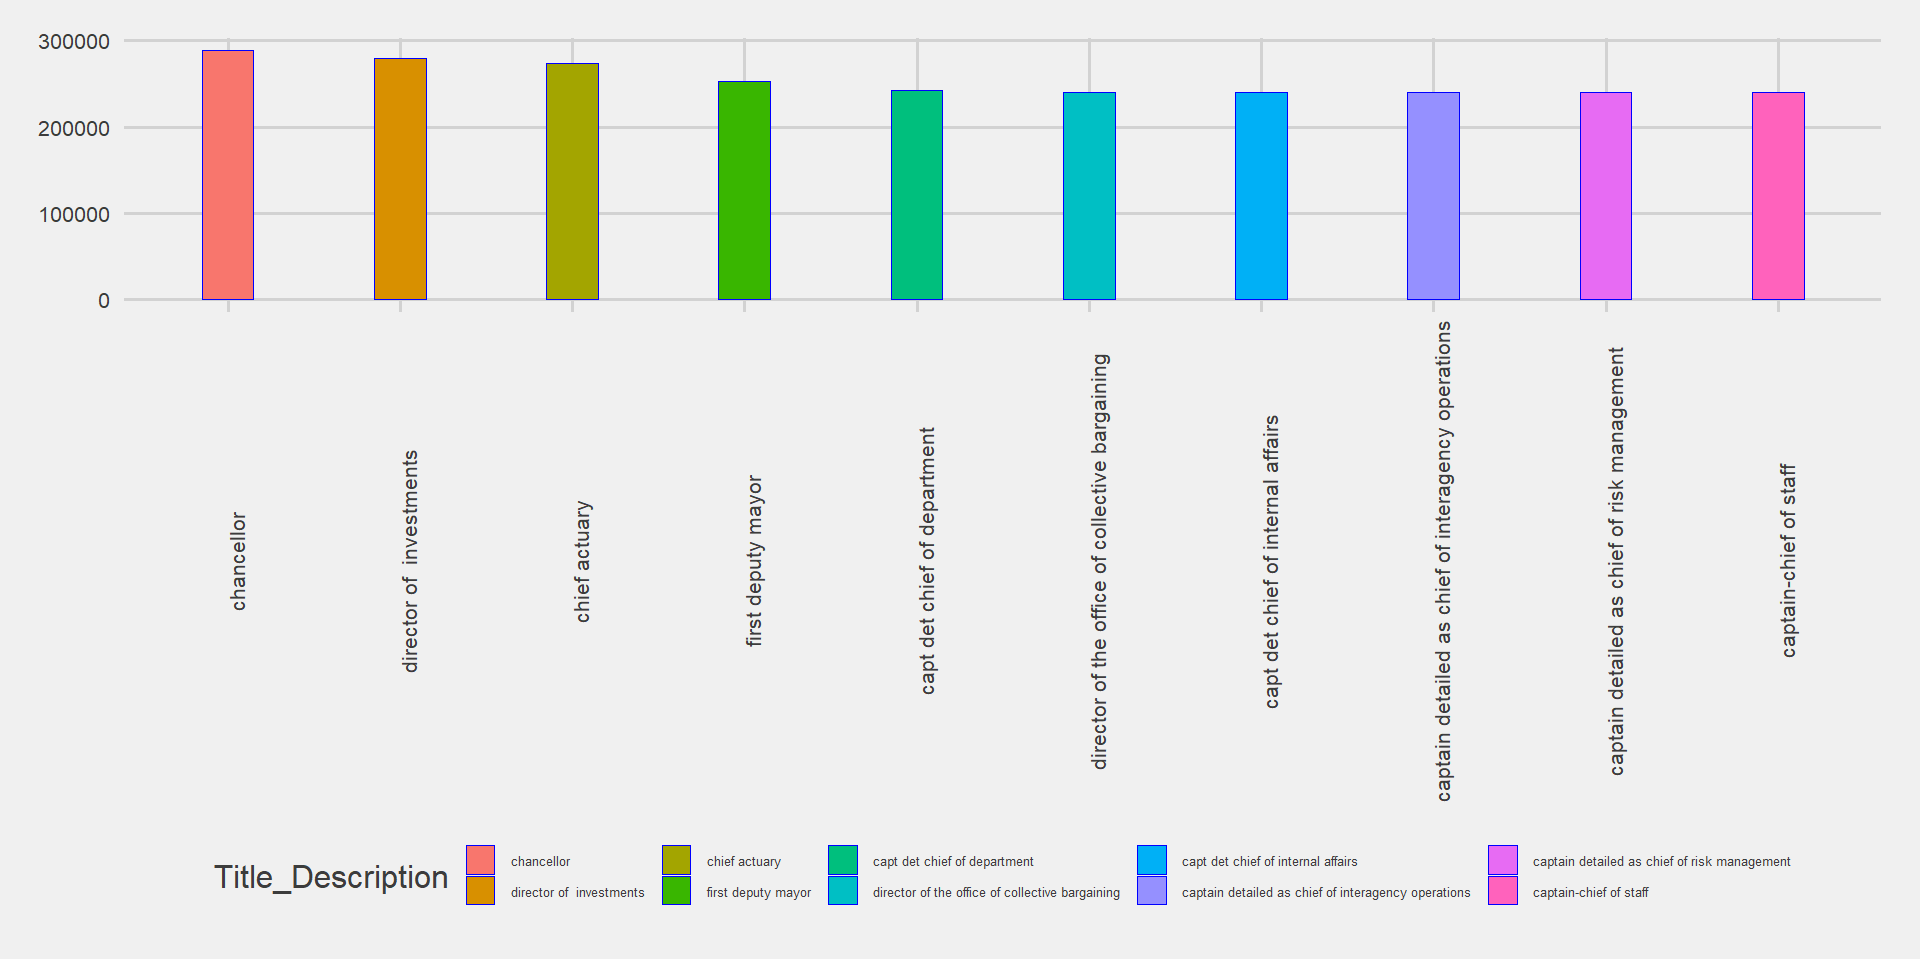 300000
200000
100000
0
chancellor
director of  investments
chief actuary
first deputy mayor
capt det chief of department
director of the office of collective bargaining
capt det chief of internal affairs
captain detailed as chief of interagency operations
captain detailed as chief of risk management
captain-chief of staff
Title_Description
chancellor
director of  investments
chief actuary
first deputy mayor
capt det chief of department
director of the office of collective bargaining
capt det chief of internal affairs
captain detailed as chief of interagency operations
captain detailed as chief of risk management
captain-chief of staff